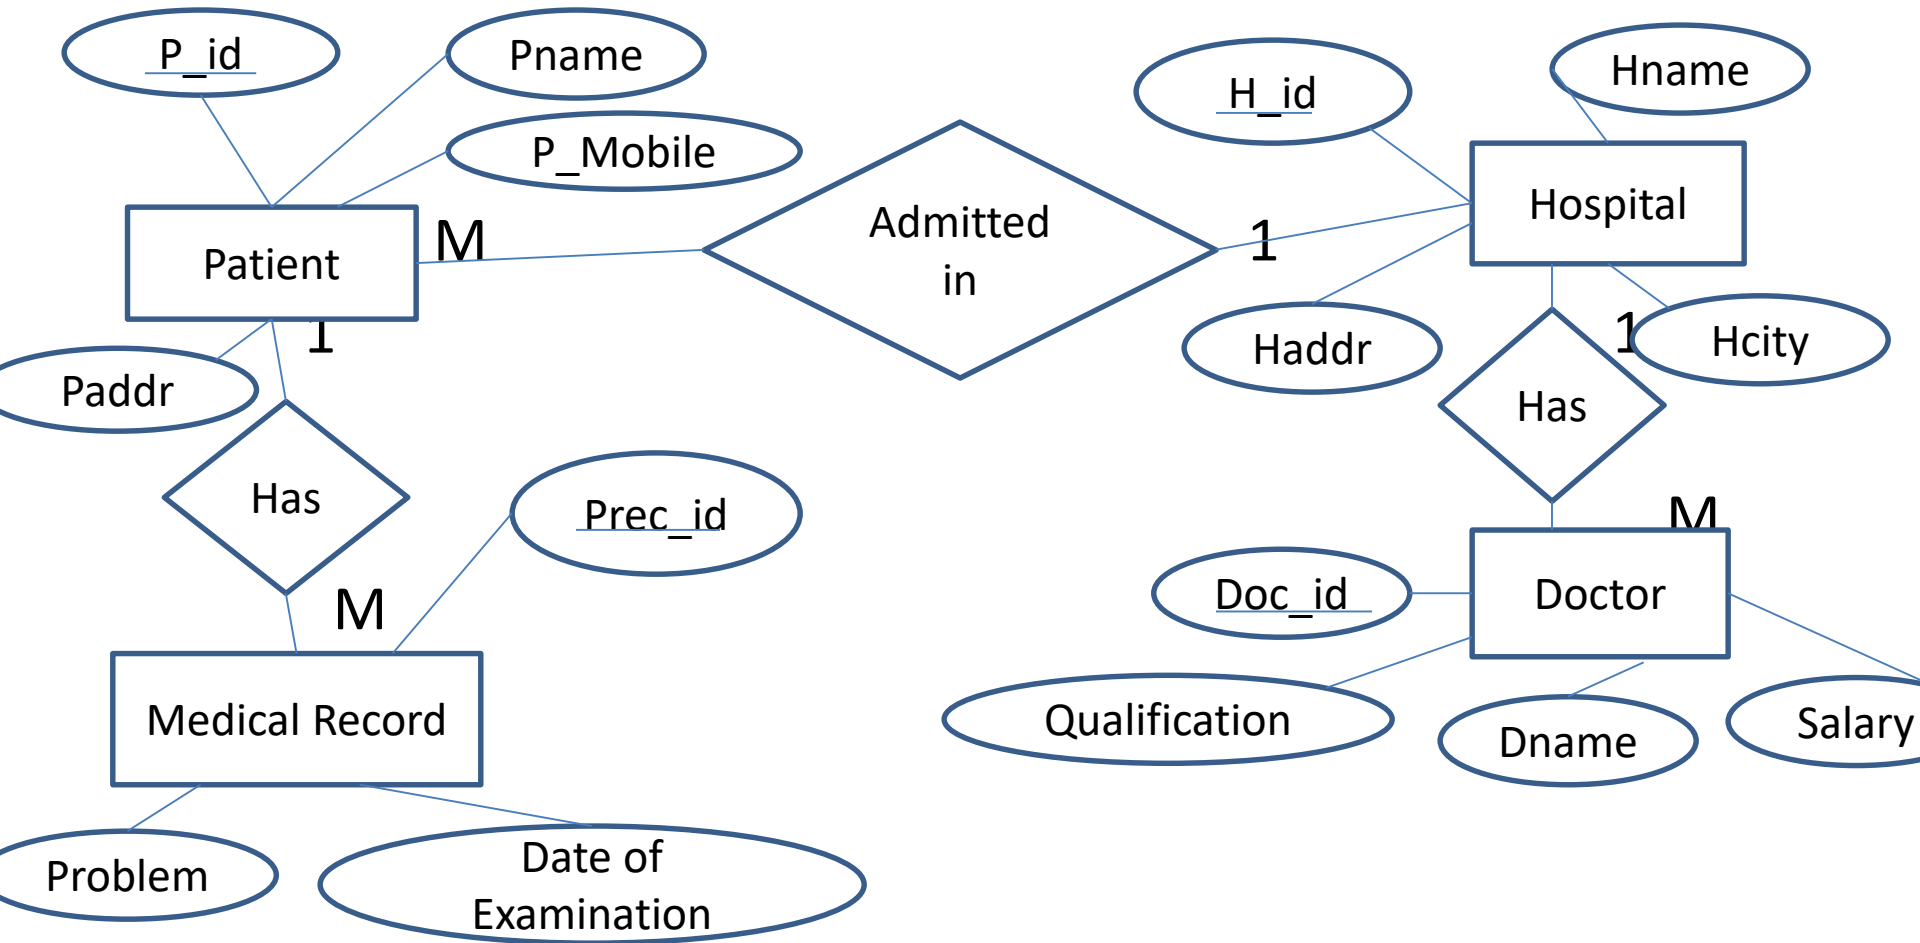 P_id
Pname
P_Mobile
H_id
Hname
Patient
M
Admitted
in
1
Hospital
1
Paddr
Haddr
1
Hcity
Has
Has
Prec_id
M
M
Doc_id
Doctor
Medical Record
Qualification
Dname
Salary
Problem
Date of
Examination